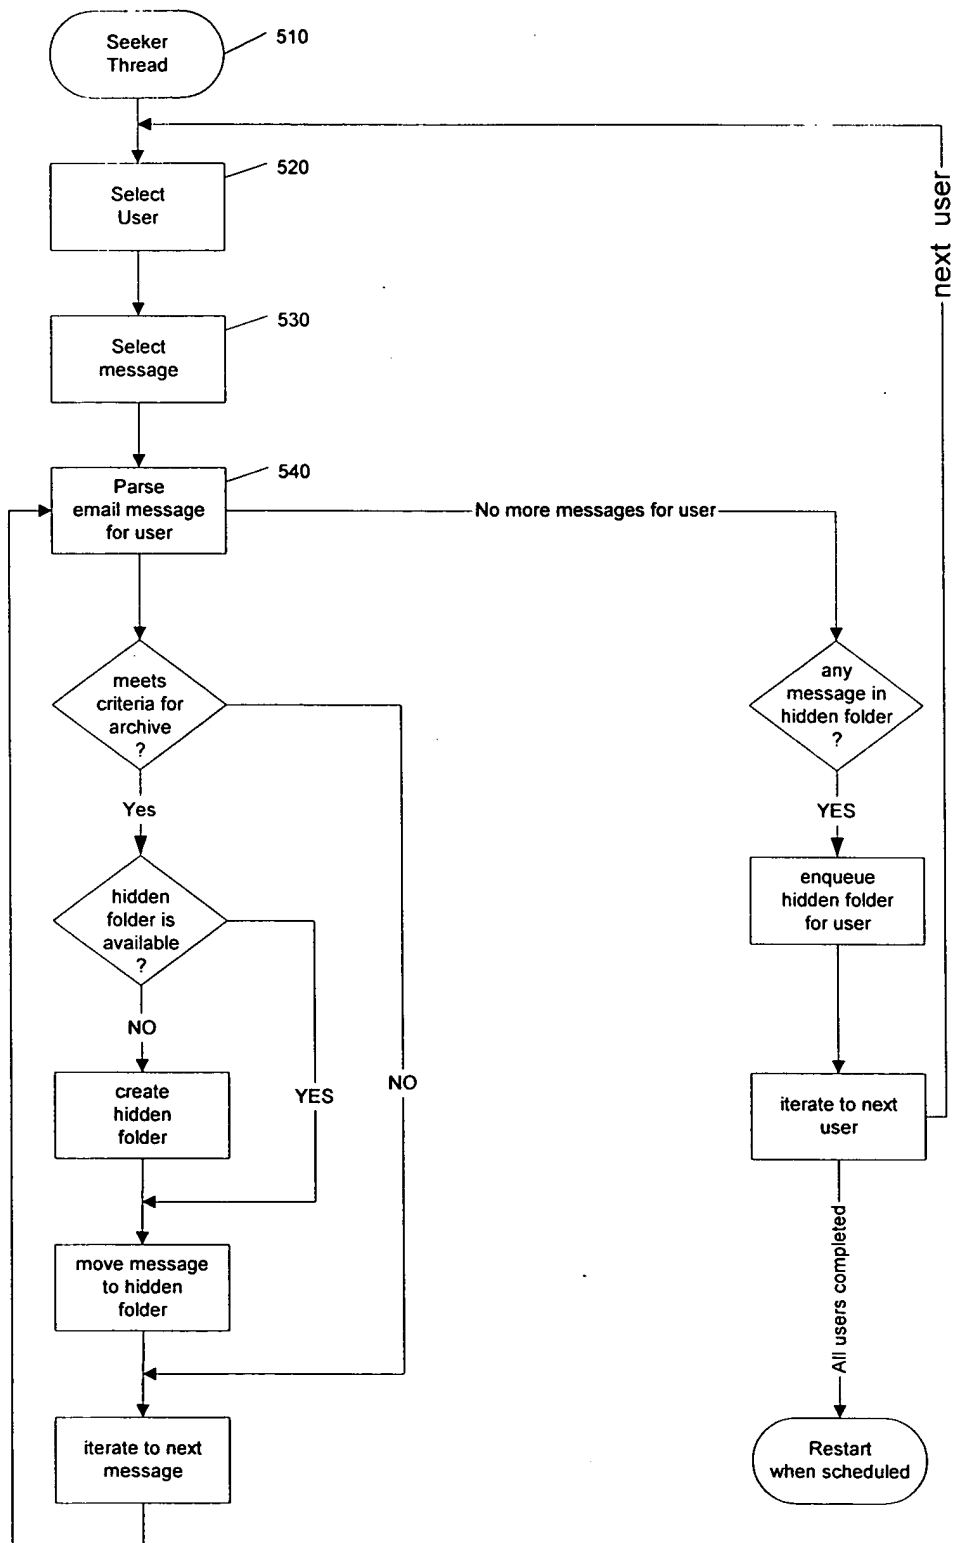 Seeker
Thread
510
Select
User
520
next user
Select
message
530
Parse
email message
for user
540
No more messages for user
meets
criteria for
archive
?
any
message in
hidden folder
?
Yes
YES
hidden
folder is
available
?
enqueue
hidden folder
for user
NO
YES
NO
create
hidden
folder
iterate to next
user
move message
to hidden
folder
All users completed
iterate to next
message
Restart
when scheduled